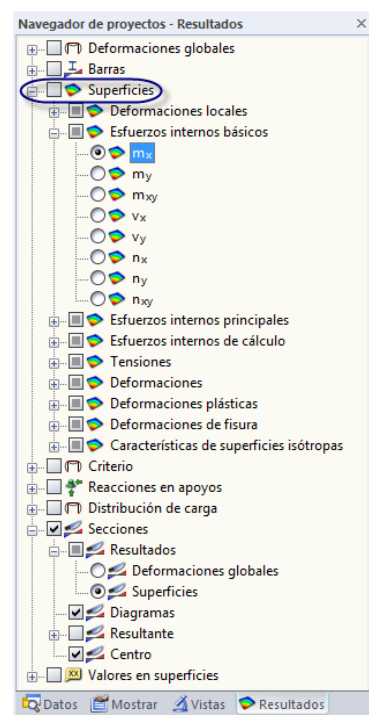 Navegador de proyectos - Resultados
Deformaciones globales
Barras
Superficies
Deformaciones locales
Esfuerzos internos básicos
mx
my
mxy
vx
vy
nx
ny
nxy
Esfuerzos internos principales
Esfuerzos internos de cálculo
Tensiones
Deformaciones
Deformaciones plásticas
Deformaciones de fisura
Características de superficies isótropas
Criterio
Reacciones en apoyos
Distribución de carga
Secciones
Resultados
Deformaciones globales
Superficies
Diagramas
Resultante
Centro
xx Valores en superficies
Datos Mostrar Vistas Resultados